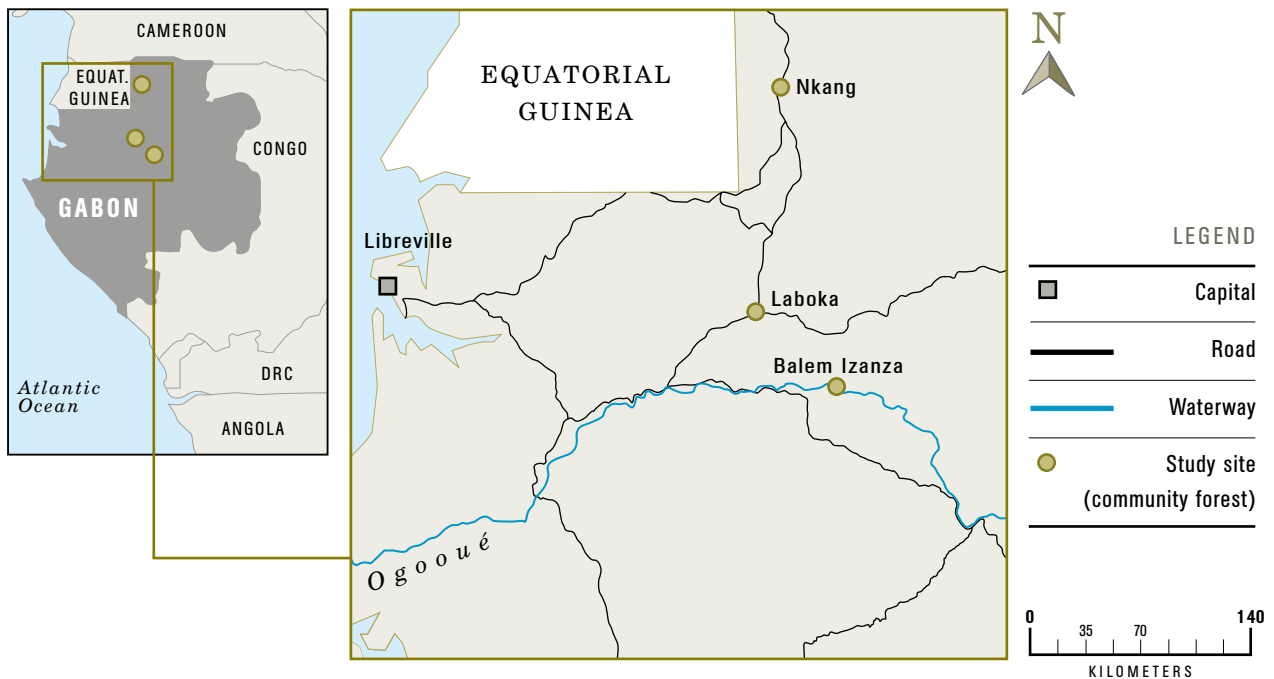 CAMEROON
EQUAT.
GUINEA
CONGO
GABON
Atlantic
Ocean
DRC
ANGOLA
EQUATORIAL
GUINEA
Nkang
Libreville
Laboka
Balem Izanza
Ogooué
N
LEGEND
Capital
Road
Waterway
Study site
(community forest)
0 35 70 140
KILOMETERS